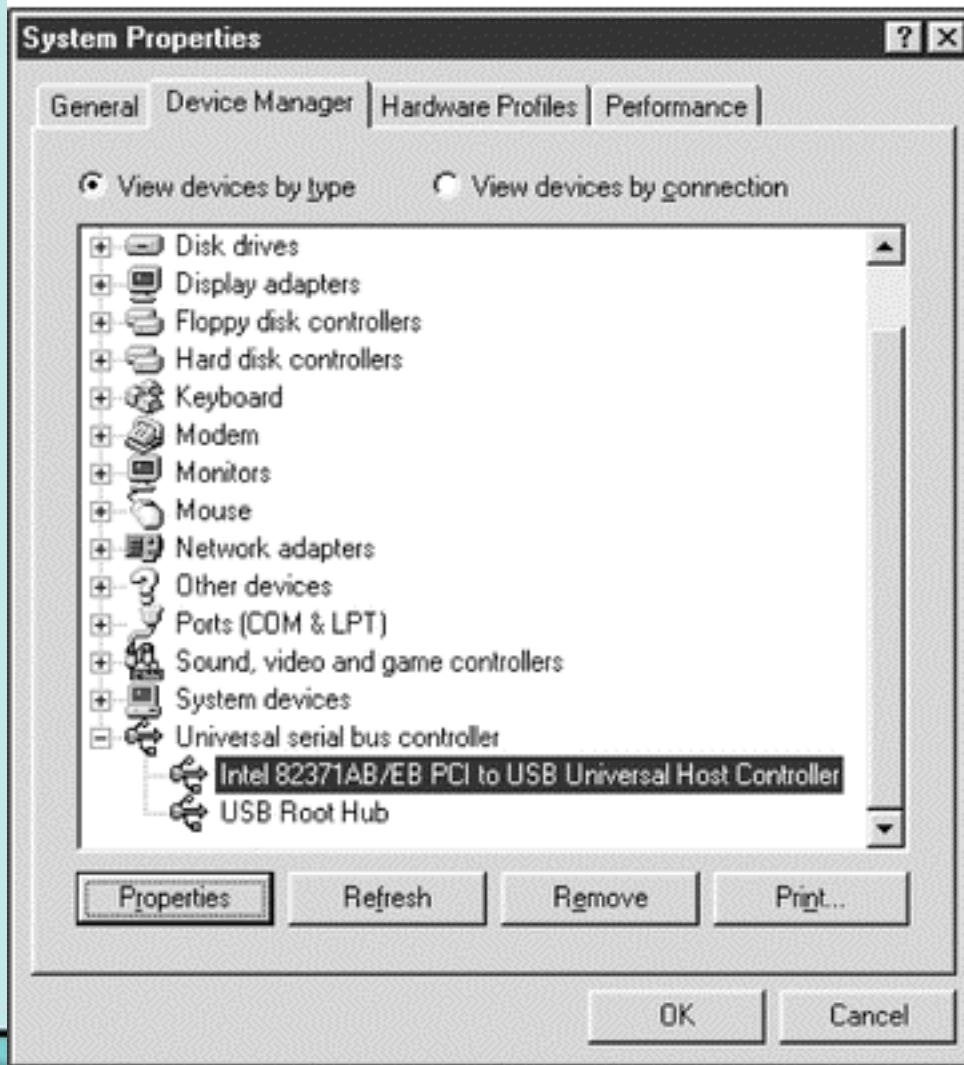 System Properties
General Device Manager Hardware Profiles Performance
View devices by type View devices by connection
Disk drives
Display adapters
Floppy disk controllers
Hard disk controllers
Keyboard
Modem
Monitors
Mouse
Network adapters
Other devices
Ports (COM & LPT)
Sound, video and game controllers
System devices
Universal serial bus controller
Intel 82371AB/EB PCI to USB Universal Host Controller
USB Root Hub
Properties Refresh Remove Print...
OK Cancel